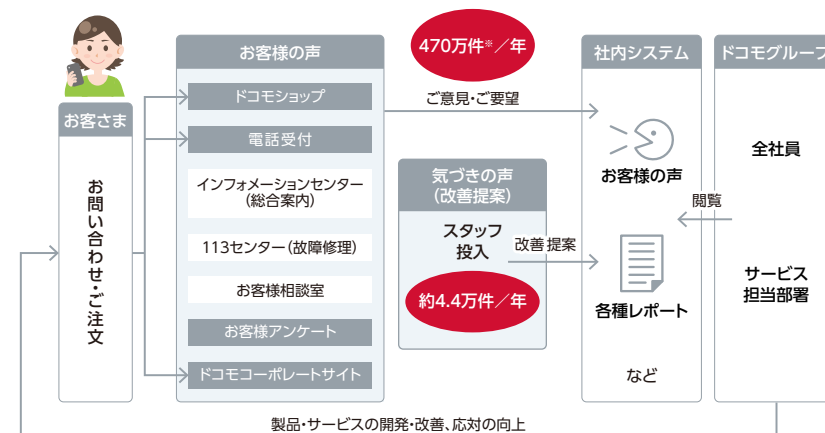 お客さま
お問い合わせ・ご注文
お客様の声
ドコモショップ
電話受付
インフォメーションセンター
(総合案内)
113センター(故障修理)
お客様相談室
お客様アンケート
ドコモコーポレートサイト
470万件※／年
ご意見・ご要望
気づきの声
(改善提案)
スタッフ
投入
約4.4万件／年
改善提案
社内システム
お客様の声
各種レポート
など
閲覧
ドコモグループ
全社員
サービス
担当部署
製品・サービスの開発・改善、応対の向上